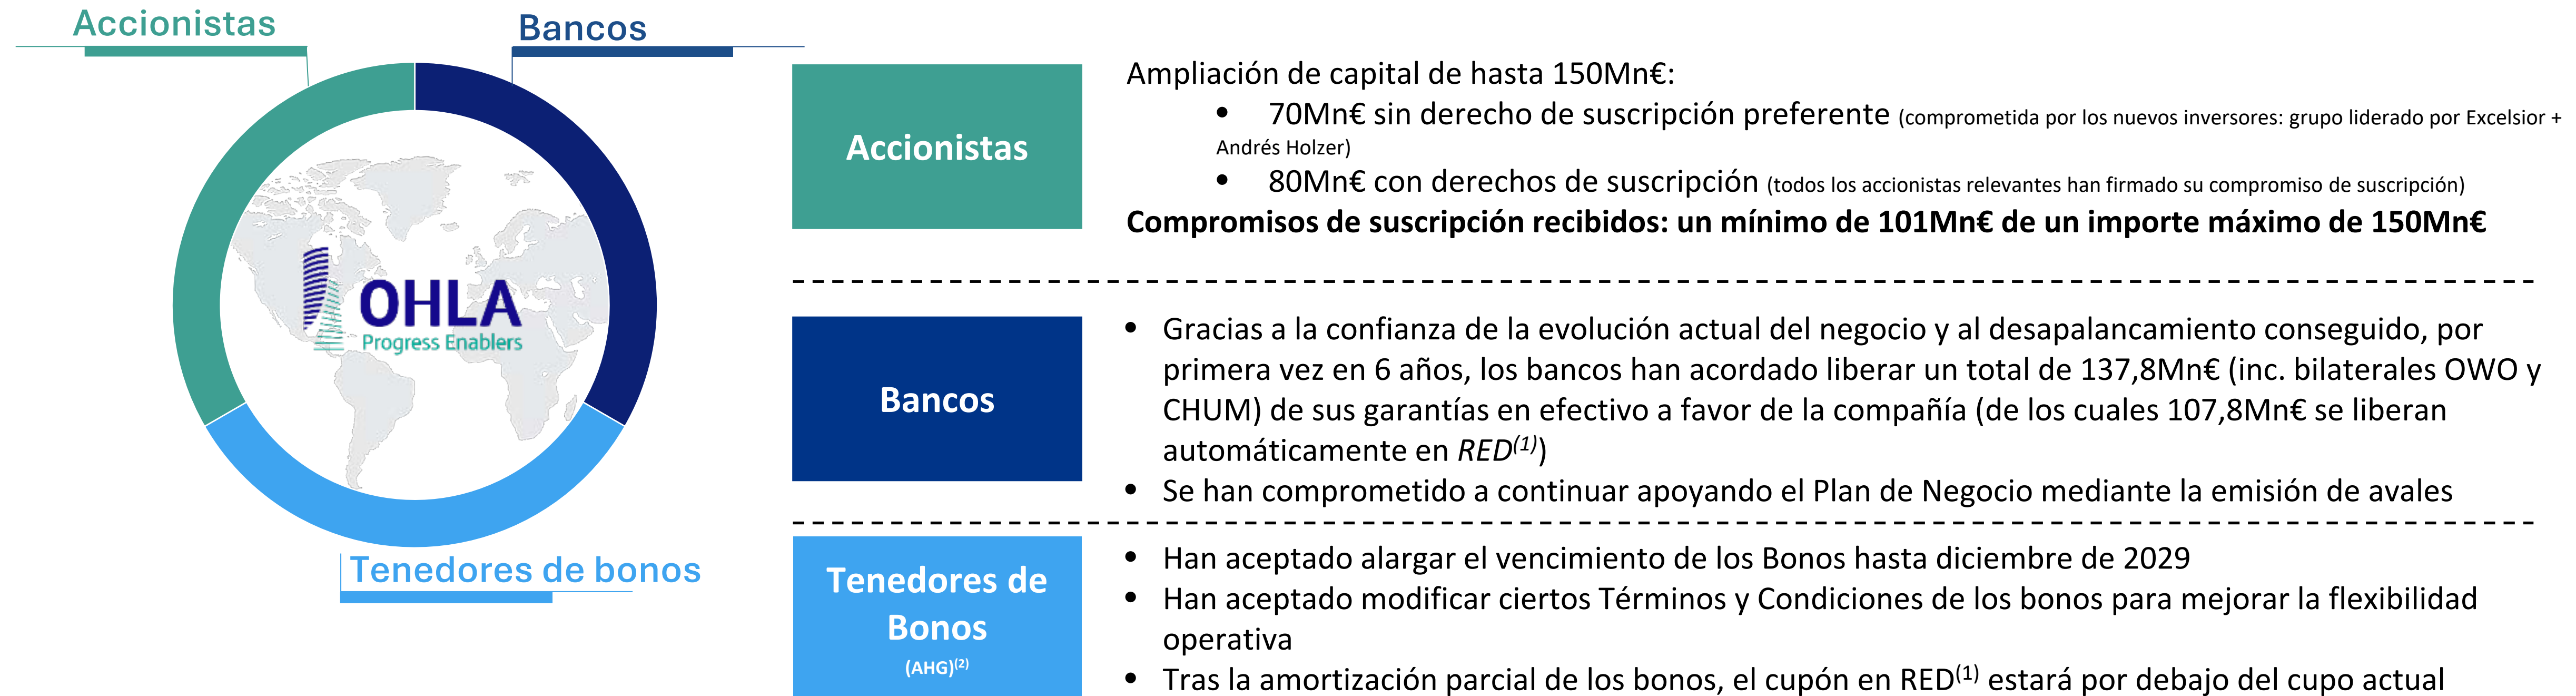 Accionistas
Bancos
OHLA
Progress Enablers
Tenedores de bonos
Accionistas
Ampliación de capital de hasta 150Mn€:
• 70Mn€ sin derecho de suscripción preferente (comprometida por los nuevos inversores: grupo liderado por Excelsior +
Andrés Holzer)
• 80Mn€ con derechos de suscripción (todos los accionistas relevantes han firmado su compromiso de suscripción)
Compromisos de suscripción recibidos: un mínimo de 101Mn€ de un importe máximo de 150Mn€
Bancos
• Gracias a la confianza de la evolución actual del negocio y al desapalancamiento conseguido, por
primera vez en 6 años, los bancos han acordado liberar un total de 137,8Mn€ (inc. bilaterales OWO y
CHUM) de sus garantías en efectivo a favor de la compañía (de los cuales 107,8Mn€ se liberan
automáticamente en RED(1))
• Se han comprometido a continuar apoyando el Plan de Negocio mediante la emisión de avales
Tenedores de
Bonos
(AHG)(2)
• Han aceptado alargar el vencimiento de los Bonos hasta diciembre de 2029
• Han aceptado modificar ciertos Términos y Condiciones de los bonos para mejorar la flexibilidad
operativa
• Tras la amortización parcial de los bonos, el cupón en RED(1) estará por debajo del cupo actual